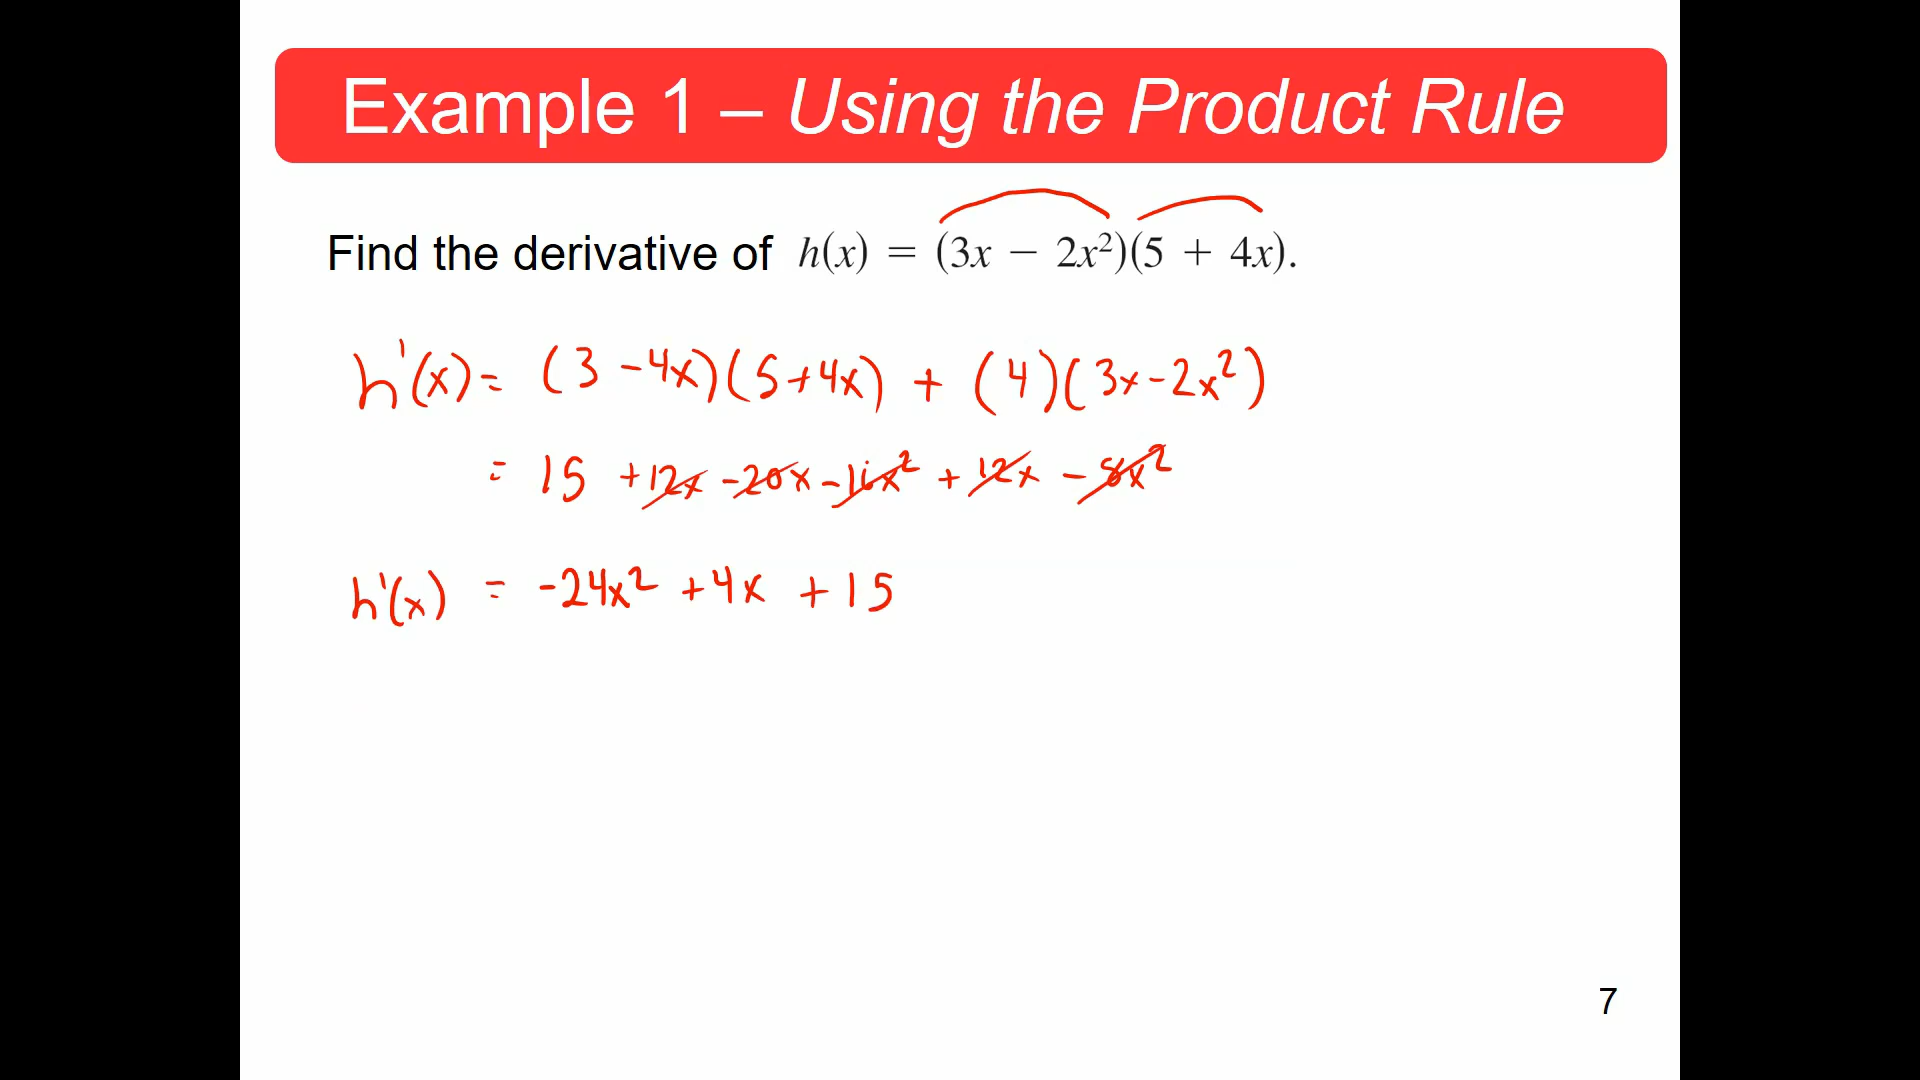 Example 1 – Using the Product Rule
Find the derivative of h(x) = (3x − 2x²)(5 + 4x).
h'(x) = (3 - 4x)(5 + 4x) + (4)(3x - 2x²)
= 15 + 12x - 20x - 16x² + 12x - 8x²
h'(x) = -24x² + 4x + 15
7